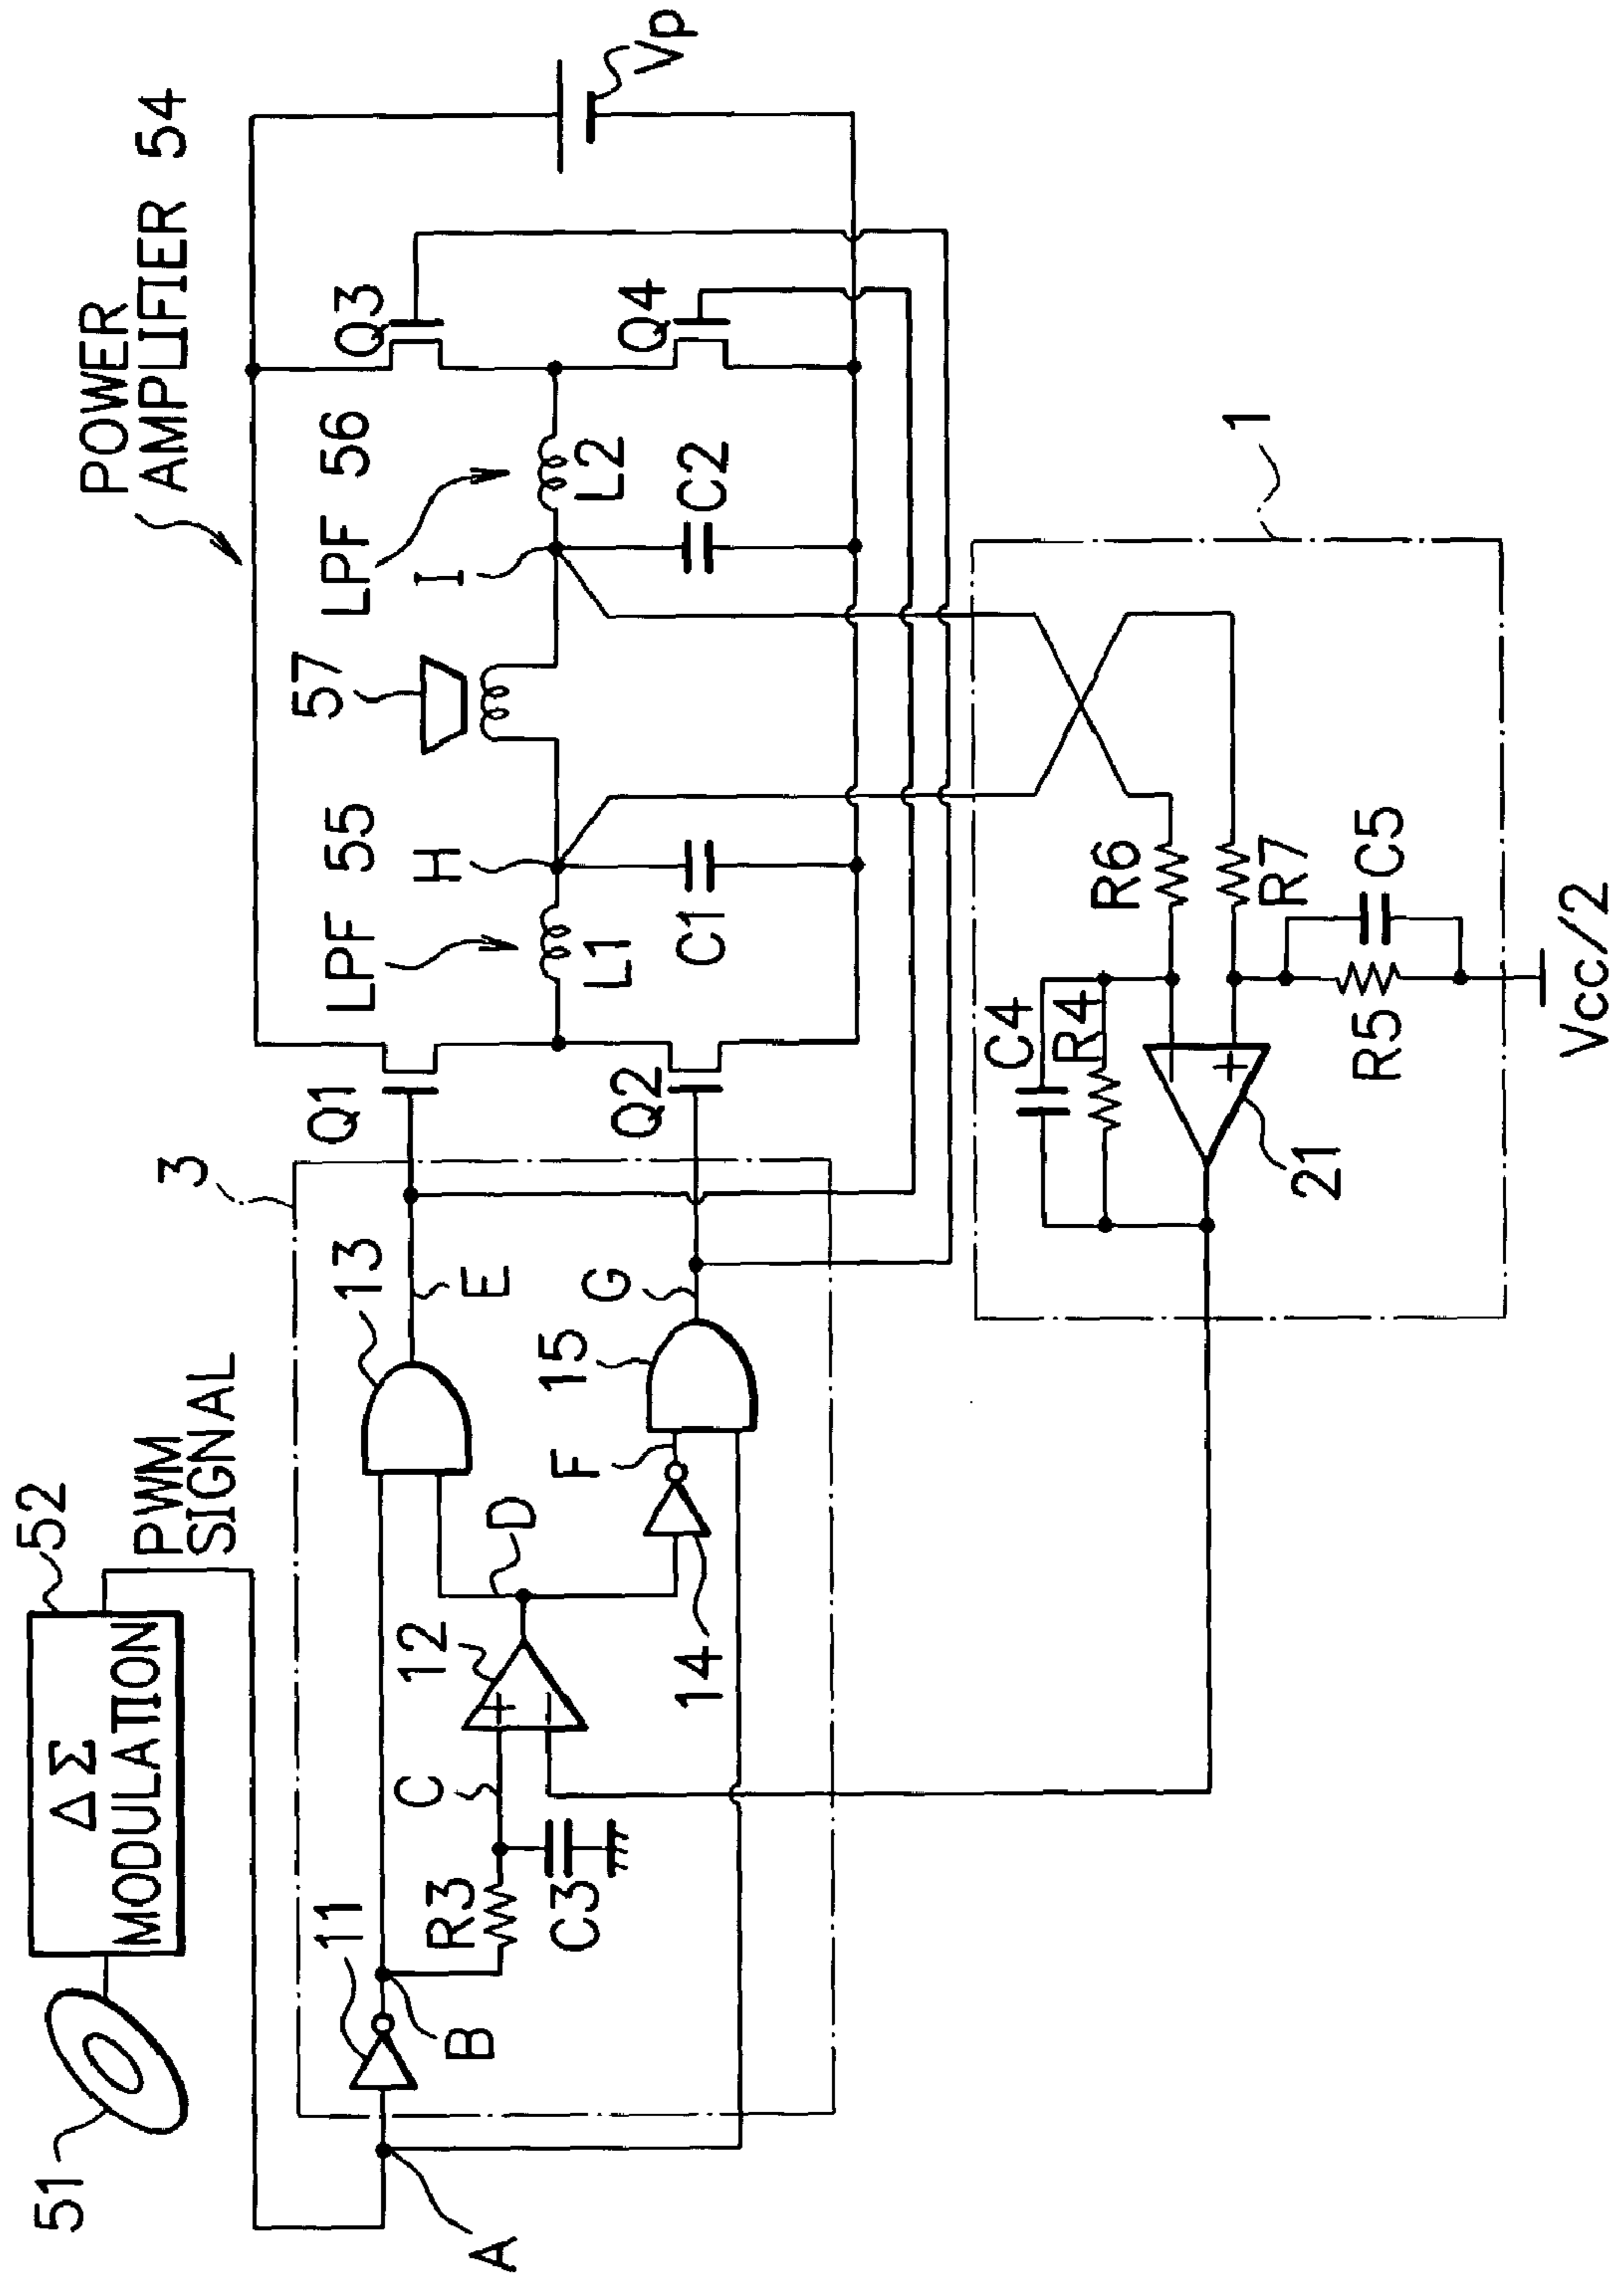 51
52
ΔΣ
MODULATION
PWM
SIGNAL
A
11
B
R3
C3
C
12
+
−
D
14
F
13
E
15
G
3
POWER
AMPLIFIER 54
Q1
Q2
LPF 55
L1
H
C1
57
LPF 56
I
L2
C2
Q3
Q4
Vp
1
R6
R7
C4
R4
−
+
21
R5
C5
Vcc/2